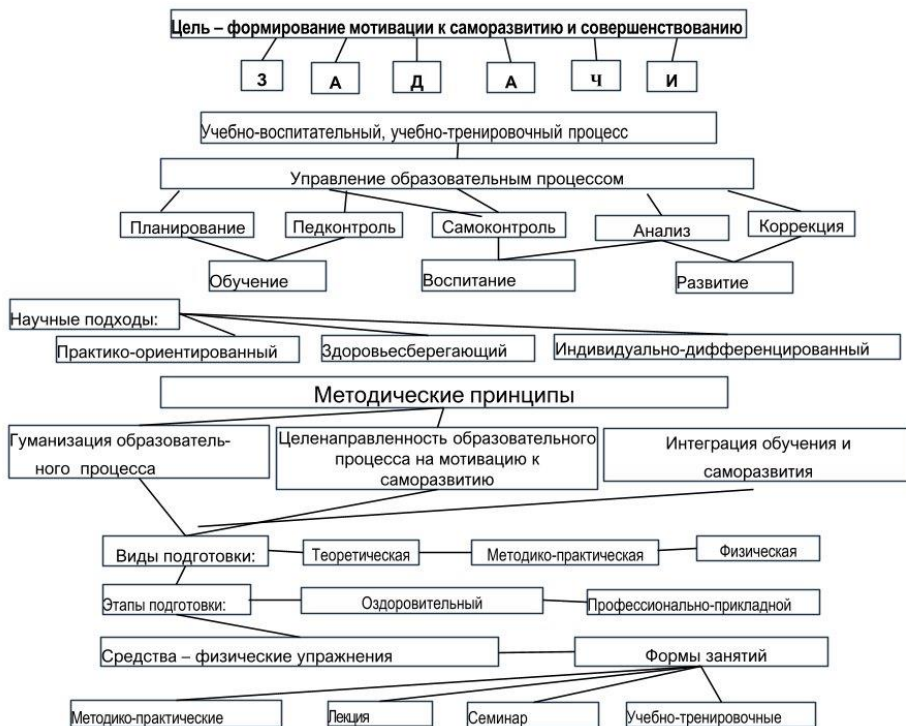 Цель – формирование мотивации к саморазвитию и совершенствованию
З А Д А Ч И
Учебно-воспитательный, учебно-тренировочный процесс
Управление образовательным процессом
Планирование Педконтроль Самоконтроль Анализ Коррекция
Обучение Воспитание Развитие
Научные подходы:
Практико-ориентированный Здоровьесберегающий Индивидуально-дифференцированный
Методические принципы
Гуманизация образователь-
ного процесса
Целенаправленность образовательного
процесса на мотивацию к
саморазвитию
Интеграция обучения и
саморазвития
Виды подготовки: Теоретическая Методико-практическая Физическая
Этапы подготовки: Оздоровительный Профессионально-прикладной
Средства – физические упражнения Формы занятий
Методико-практические Лекция Семинар Учебно-тренировочные